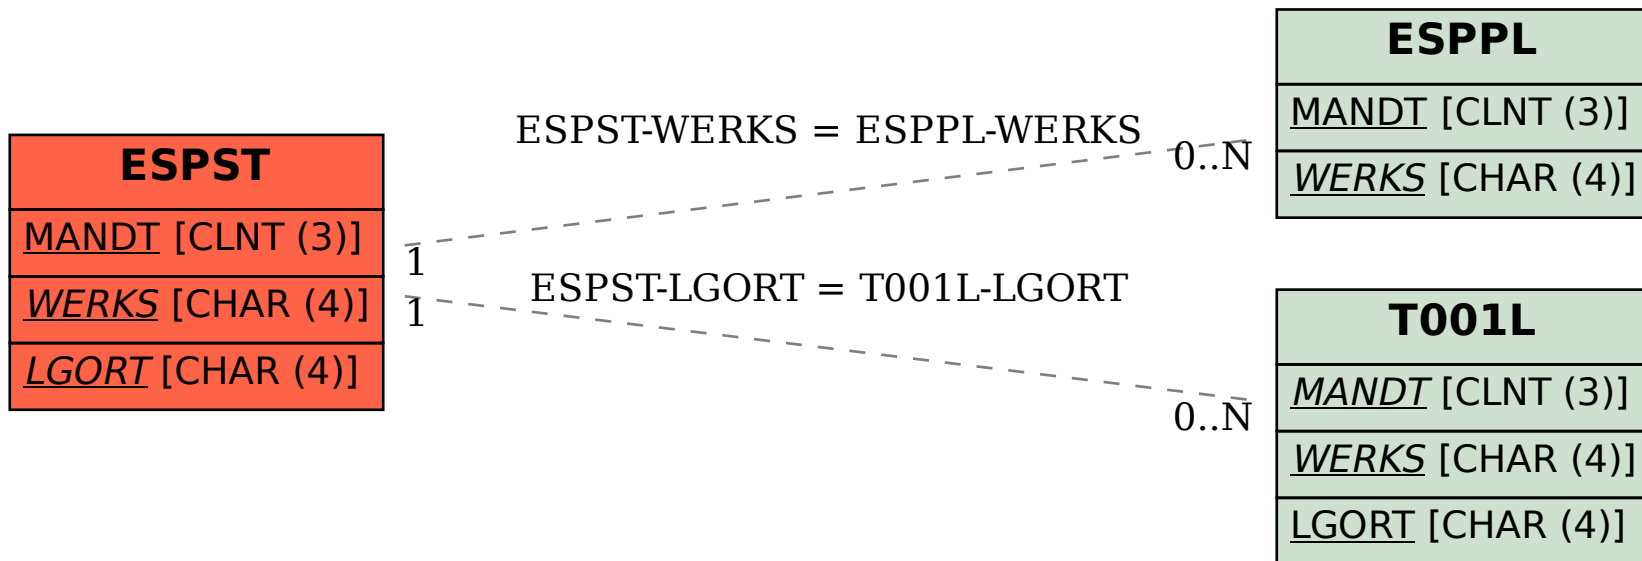 ESPST
MANDT [CLNT (3)]
WERKS [CHAR (4)]
LGORT [CHAR (4)]
ESPST-WERKS = ESPPL-WERKS
1
0..N
ESPST-LGORT = T001L-LGORT
1
0..N
ESPPL
MANDT [CLNT (3)]
WERKS [CHAR (4)]
T001L
MANDT [CLNT (3)]
WERKS [CHAR (4)]
LGORT [CHAR (4)]